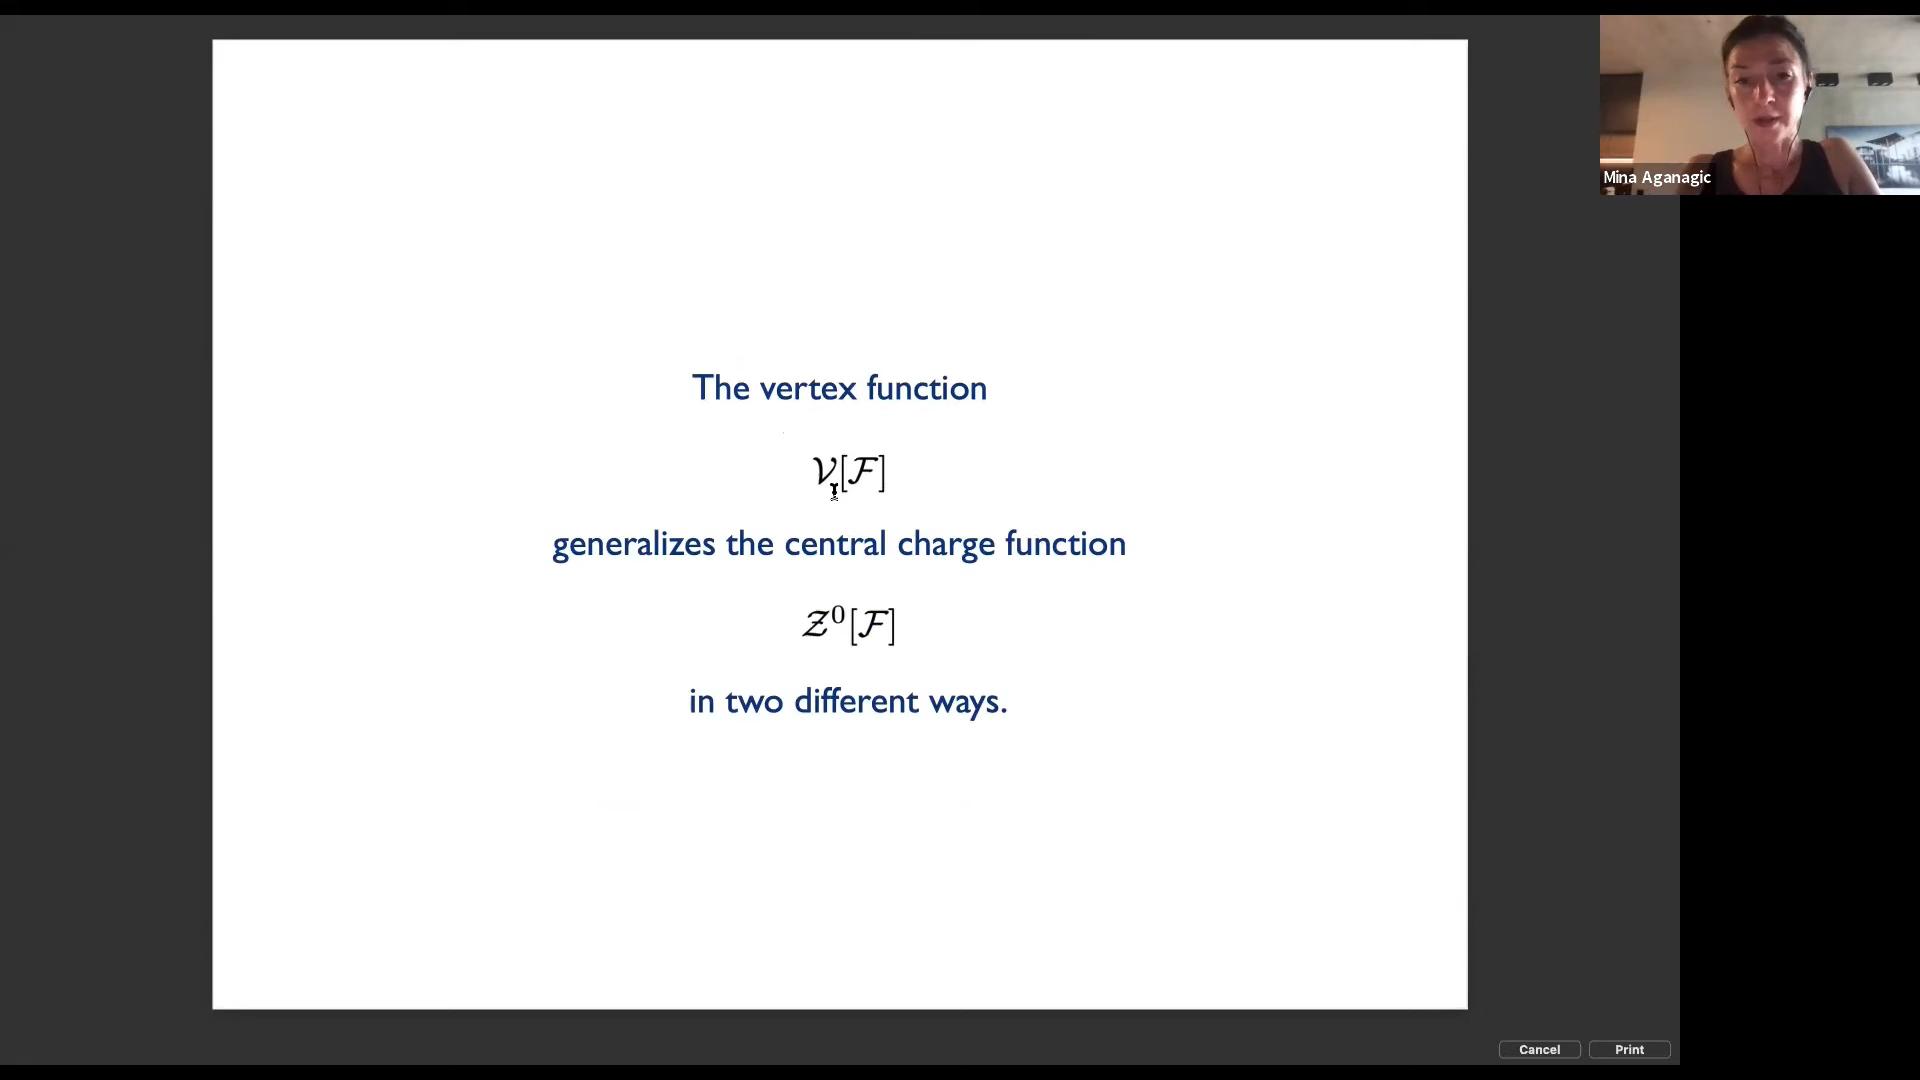 The vertex function
𝒱[ℱ]
generalizes the central charge function
𝒵⁰[ℱ]
in two different ways.
Mina Aganagic
Cancel Print